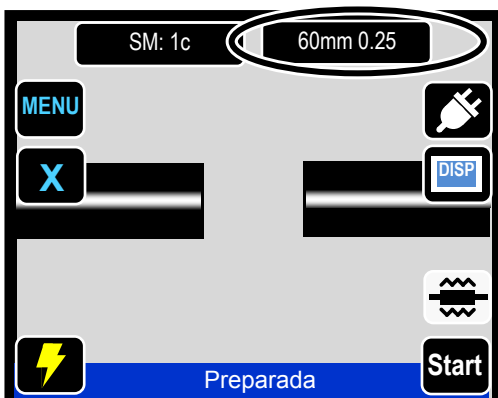 SM: 1c
60mm 0.25
MENU
X
DISP
Start
Preparada